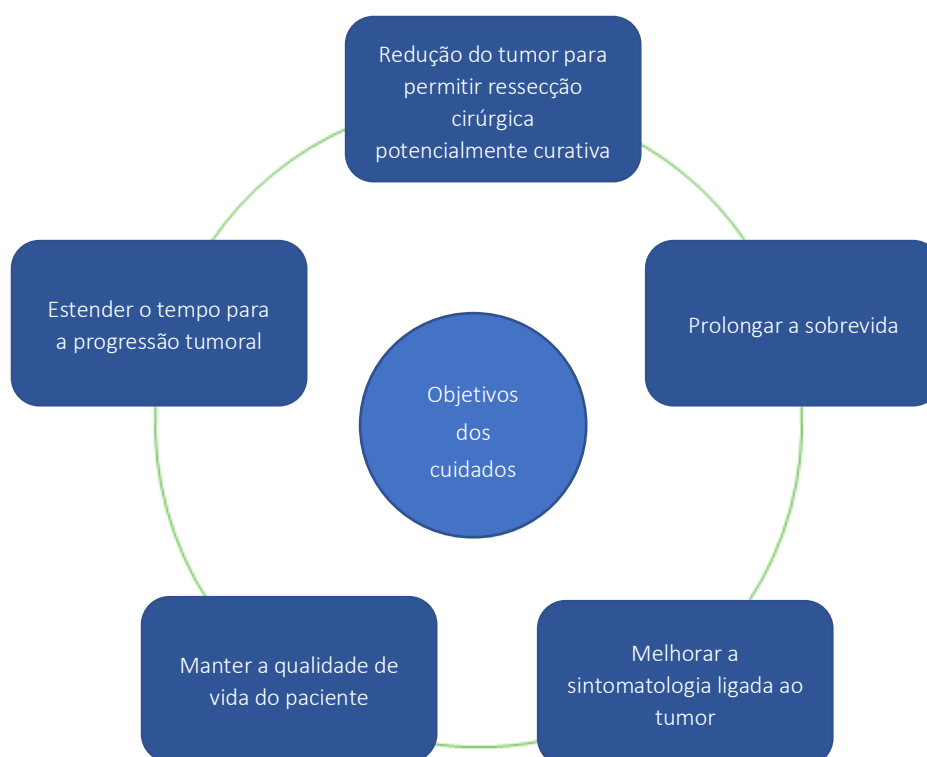 Redução do tumor para
permitir ressecção
cirúrgica
potencialmente curativa
Estender o tempo para
a progressão tumoral
Prolongar a sobrevida
Objetivos
dos
cuidados
Manter a qualidade de
vida do paciente
Melhorar a
sintomatologia ligada ao
tumor